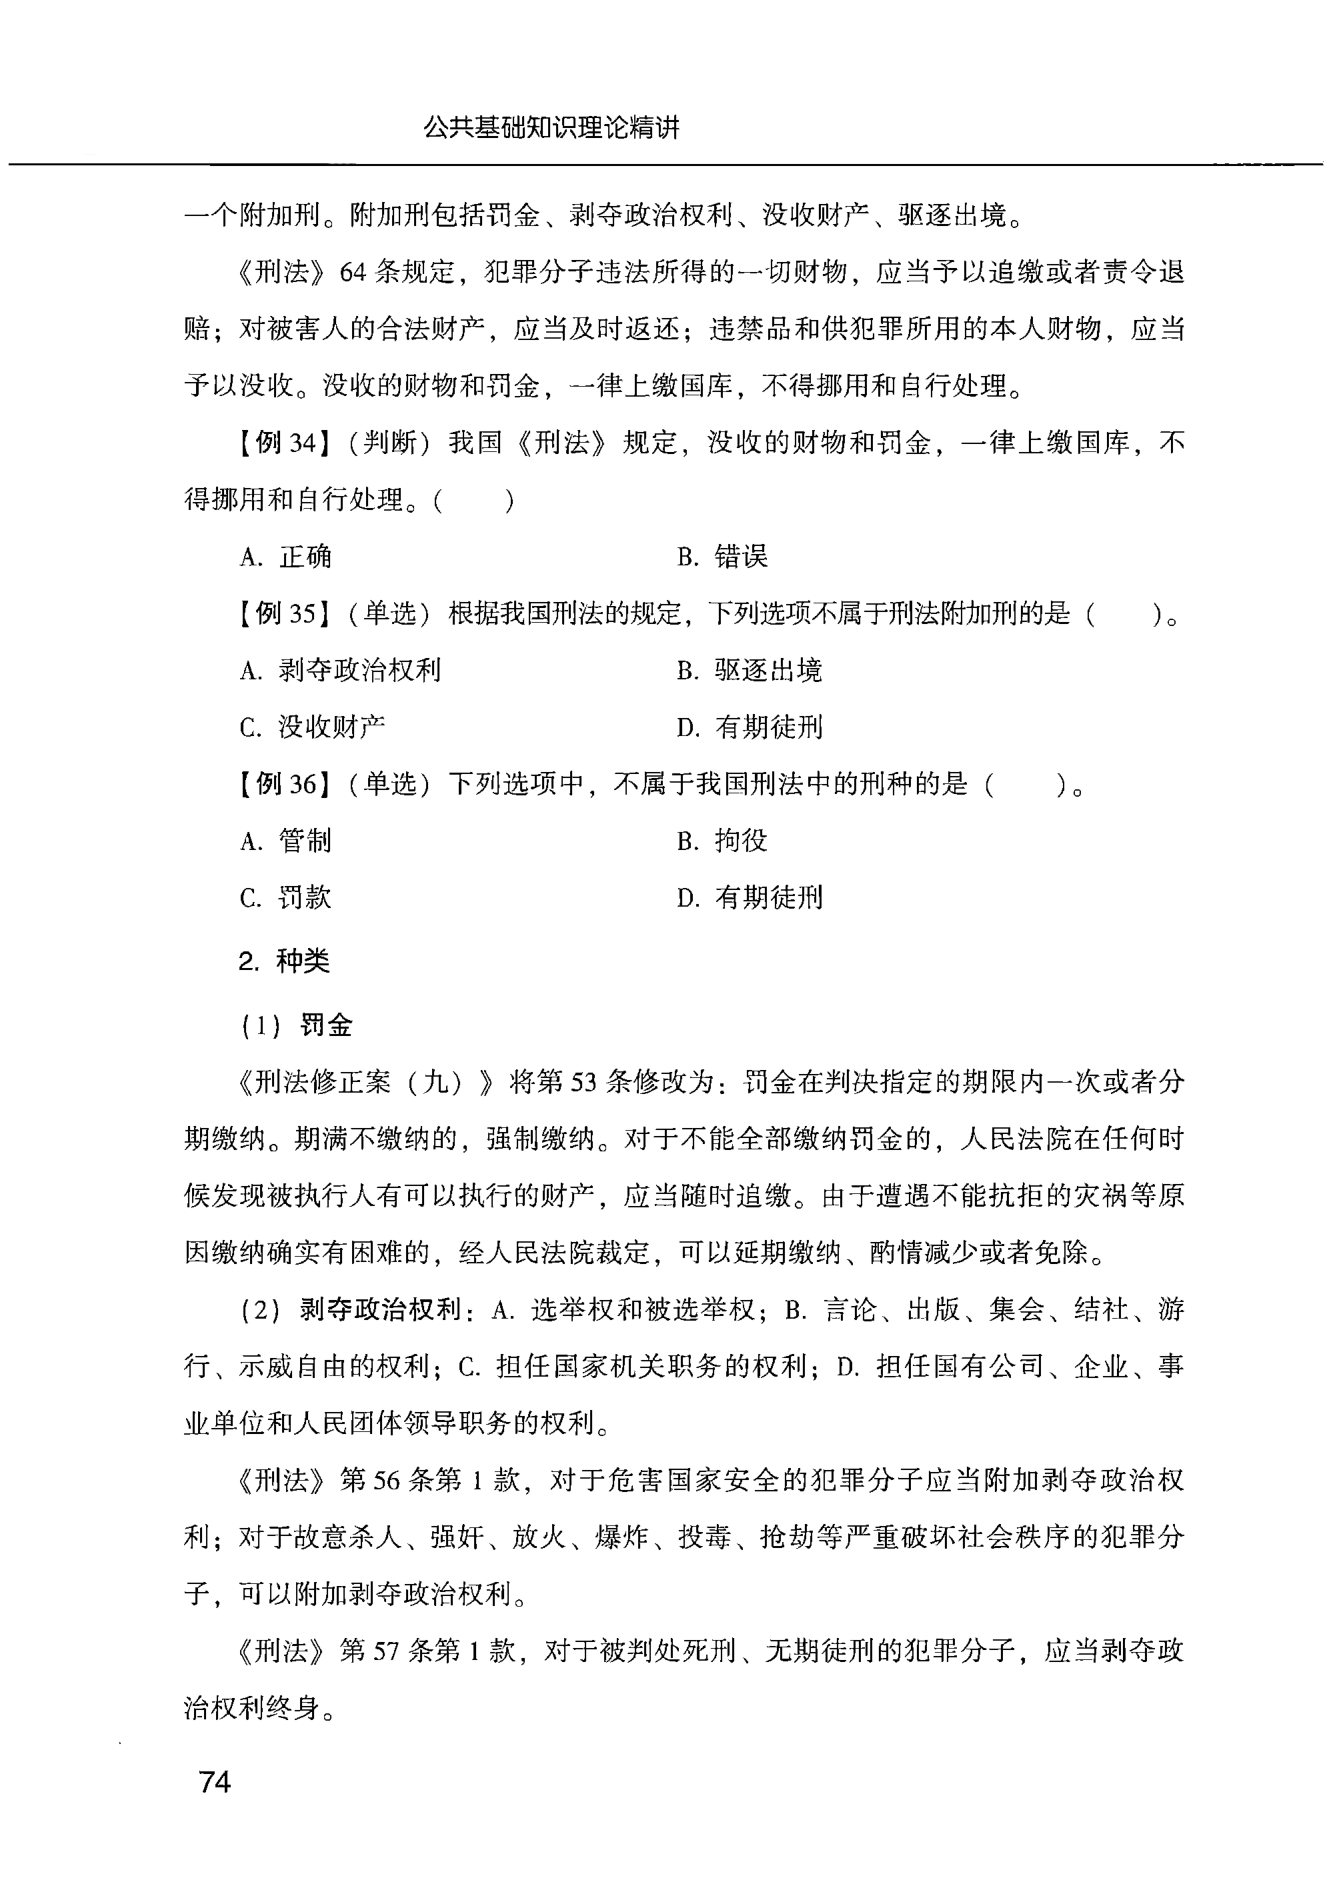 公共基础知识理论精讲
一个附加刑。附加刑包括罚金、剥夺政治权利、没收财产、驱逐出境。
《刑法》64 条规定，犯罪分子违法所得的一切财物，应当予以追缴或者责令退
赔；对被害人的合法财产，应当及时返还；违禁品和供犯罪所用的本人财物，应当
予以没收。没收的财物和罚金，一律上缴国库，不得挪用和自行处理。
【例 34】（判断）我国《刑法》规定，没收的财物和罚金，一律上缴国库，不
得挪用和自行处理。（　　）
A. 正确　　B. 错误
【例 35】（单选）根据我国刑法的规定，下列选项不属于刑法附加刑的是（　　）。
A. 剥夺政治权利　　B. 驱逐出境
C. 没收财产　　D. 有期徒刑
【例 36】（单选）下列选项中，不属于我国刑法中的刑种的是（　　）。
A. 管制　　B. 拘役
C. 罚款　　D. 有期徒刑
2. 种类
（1）罚金
《刑法修正案（九）》将第 53 条修改为：罚金在判决指定的期限内一次或者分
期缴纳。期满不缴纳的，强制缴纳。对于不能全部缴纳罚金的，人民法院在任何时
候发现被执行人有可以执行的财产，应当随时追缴。由于遭遇不能抗拒的灾祸等原
因缴纳确实有困难的，经人民法院裁定，可以延期缴纳、酌情减少或者免除。
（2）剥夺政治权利：A. 选举权和被选举权；B. 言论、出版、集会、结社、游
行、示威自由的权利；C. 担任国家机关职务的权利；D. 担任国有公司、企业、事
业单位和人民团体领导职务的权利。
《刑法》第 56 条第 1 款，对于危害国家安全的犯罪分子应当附加剥夺政治权
利；对于故意杀人、强奸、放火、爆炸、投毒、抢劫等严重破坏社会秩序的犯罪分
子，可以附加剥夺政治权利。
《刑法》第 57 条第 1 款，对于被判处死刑、无期徒刑的犯罪分子，应当剥夺政
治权利终身。
74